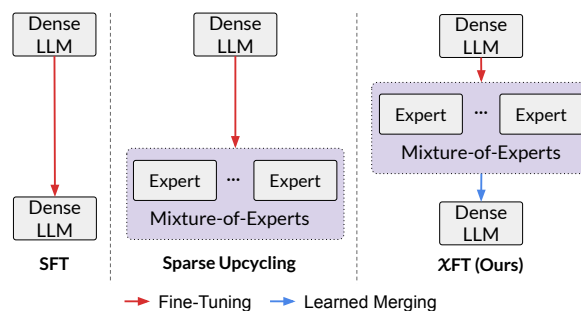 Dense
LLM
Dense
LLM
SFT
Dense
LLM
Expert ... Expert
Mixture-of-Experts
Sparse Upcycling
Dense
LLM
Expert ... Expert
Mixture-of-Experts
Dense
LLM
𝒳FT (Ours)
Fine-Tuning
Learned Merging